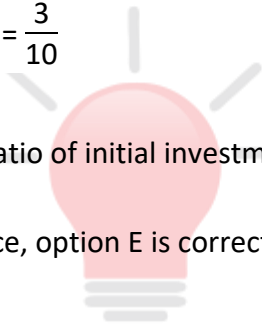 = 3/10
atio of initial investm
ce, option E is correct